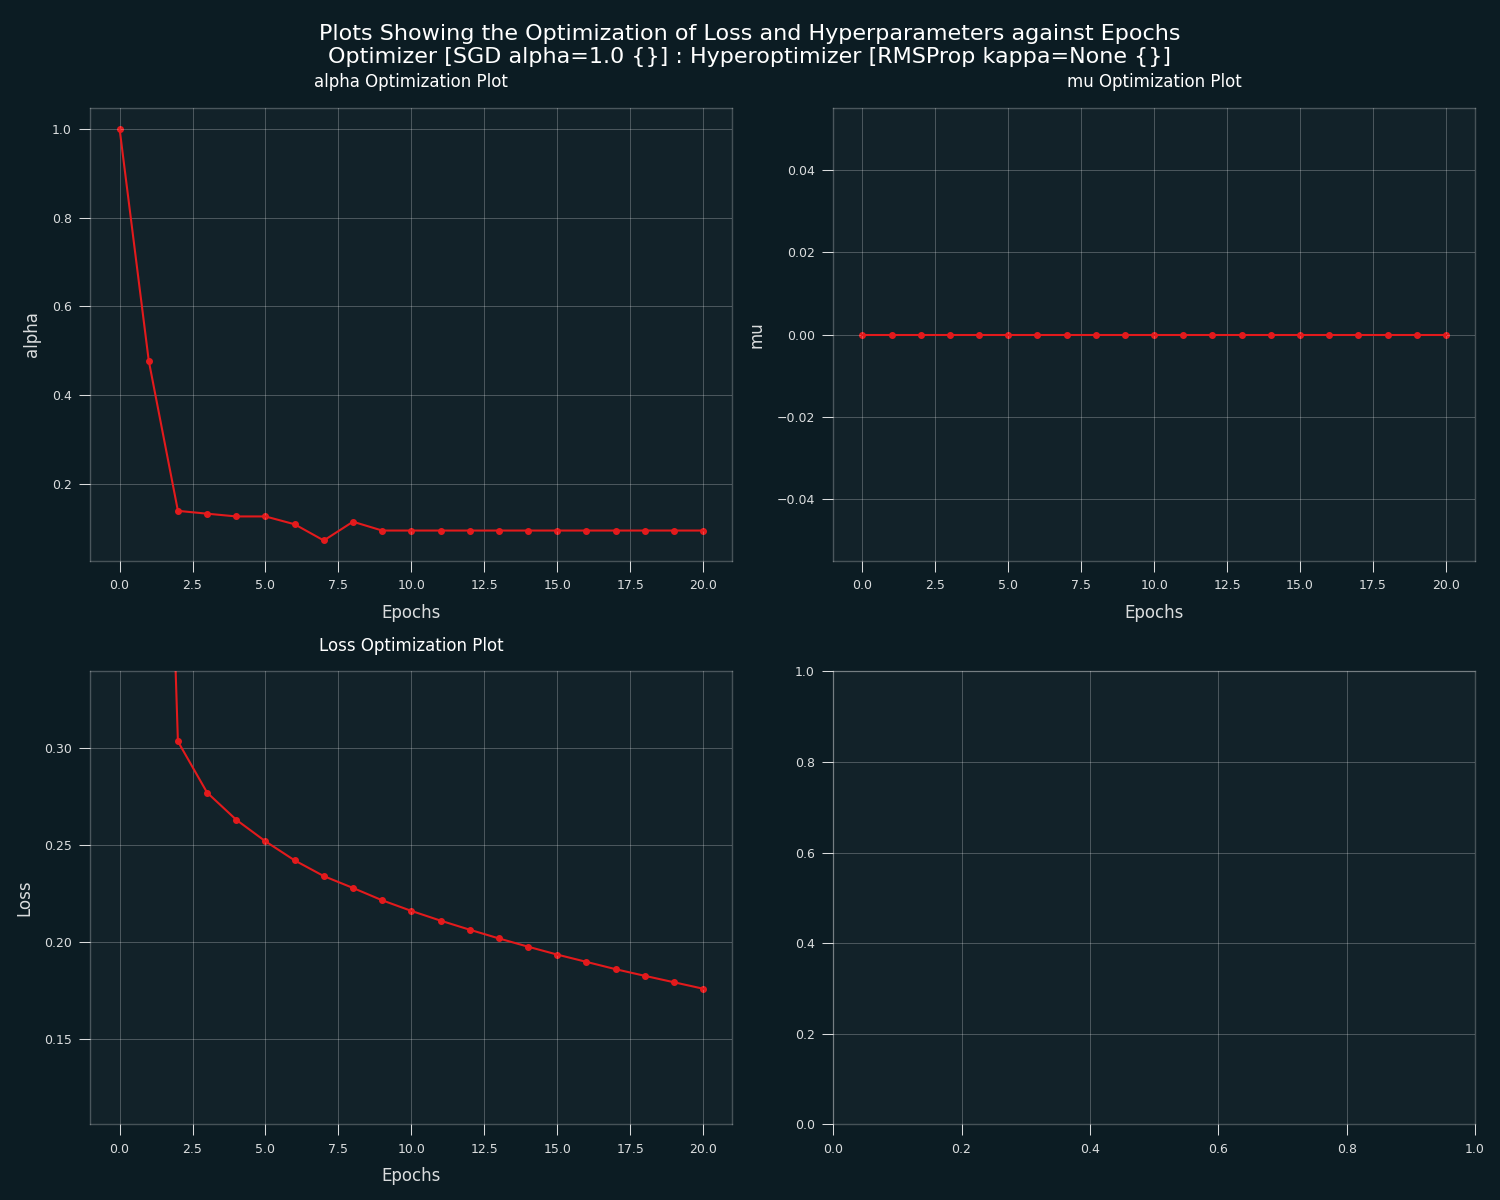 Plots Showing the Optimization of Loss and Hyperparameters against Epochs
Optimizer [SGD alpha=1.0 {}] : Hyperoptimizer [RMSProp kappa=None {}]
alpha Optimization Plot
1.0
0.8
0.6
0.4
0.2
alpha
0.0 2.5 5.0 7.5 10.0 12.5 15.0 17.5 20.0
Epochs
mu Optimization Plot
0.04
0.02
0.00
−0.02
−0.04
mu
0.0 2.5 5.0 7.5 10.0 12.5 15.0 17.5 20.0
Epochs
Loss Optimization Plot
0.30
0.25
0.20
0.15
Loss
0.0 2.5 5.0 7.5 10.0 12.5 15.0 17.5 20.0
Epochs
1.0
0.8
0.6
0.4
0.2
0.0
0.0 0.2 0.4 0.6 0.8 1.0